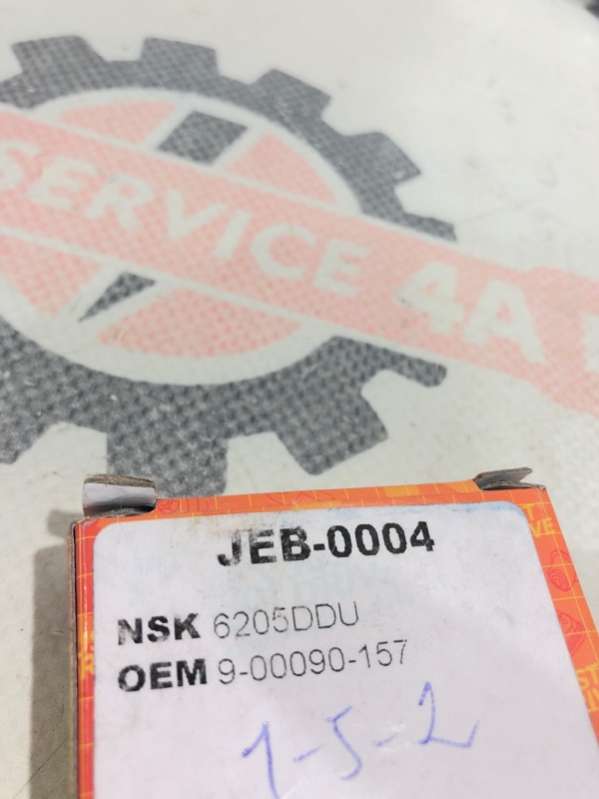 SERVICE 4A
JEB-0004
NSK 6205DDU
OEM 9-00090-157
1-5-2